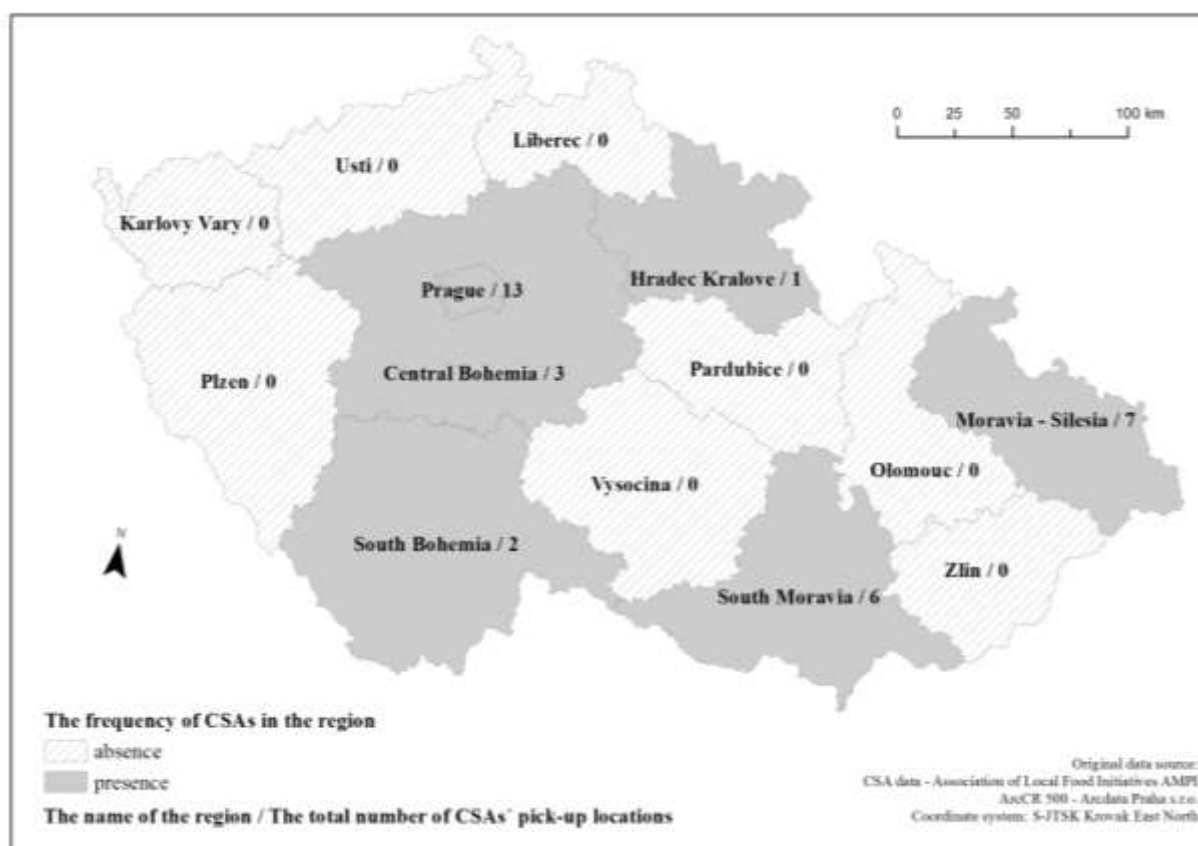 0 25 50 100 km
Liberec / 0
Usti / 0
Karlovy Vary / 0
Hradec Kralove / 1
Prague / 13
Pardubice / 0
Central Bohemia / 3
Plzen / 0
Moravia - Silesia / 7
Olomouc / 0
Vysocina / 0
South Bohemia / 2
Zlin / 0
South Moravia / 6
N
The frequency of CSAs in the region
absence
presence
The name of the region / The total number of CSAs´ pick-up locations
Original data source:
CSA data - Association of Local Food Initiatives AMPI
ArcCR 500 - Arcdata Praha s.r.o.
Coordinate system: S-JTSK Krovak East North